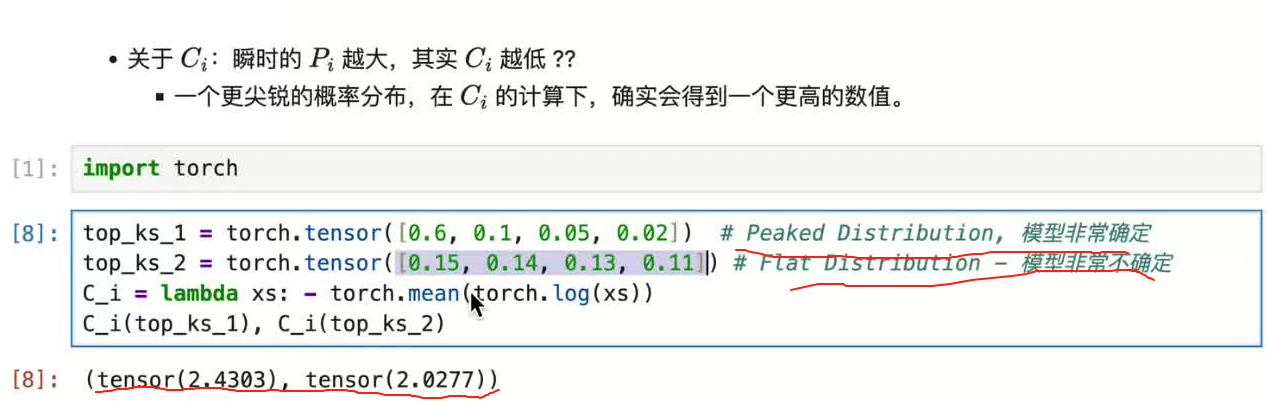 • 关于 Cᵢ：瞬时的 Pᵢ 越大，其实 Cᵢ 越低 ??
▪ 一个更尖锐的概率分布，在 Cᵢ 的计算下，确实会得到一个更高的数值。
[1]: import torch
[8]: top_ks_1 = torch.tensor([0.6, 0.1, 0.05, 0.02])  # Peaked Distribution, 模型非常确定
top_ks_2 = torch.tensor([0.15, 0.14, 0.13, 0.11]) # Flat Distribution – 模型非常不确定
C_i = lambda xs: - torch.mean(torch.log(xs))
C_i(top_ks_1), C_i(top_ks_2)
[8]: (tensor(2.4303), tensor(2.0277))